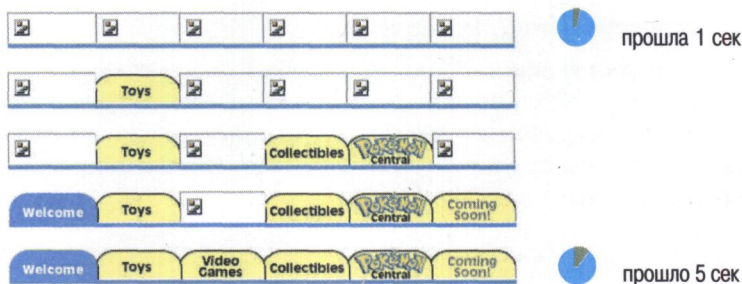 прошла 1 сек
Toys
Toys Collectibles POKéMON Central
Welcome Toys Collectibles POKéMON Central Coming Soon!
Welcome Toys Video Games Collectibles POKéMON Central Coming Soon!
прошло 5 сек